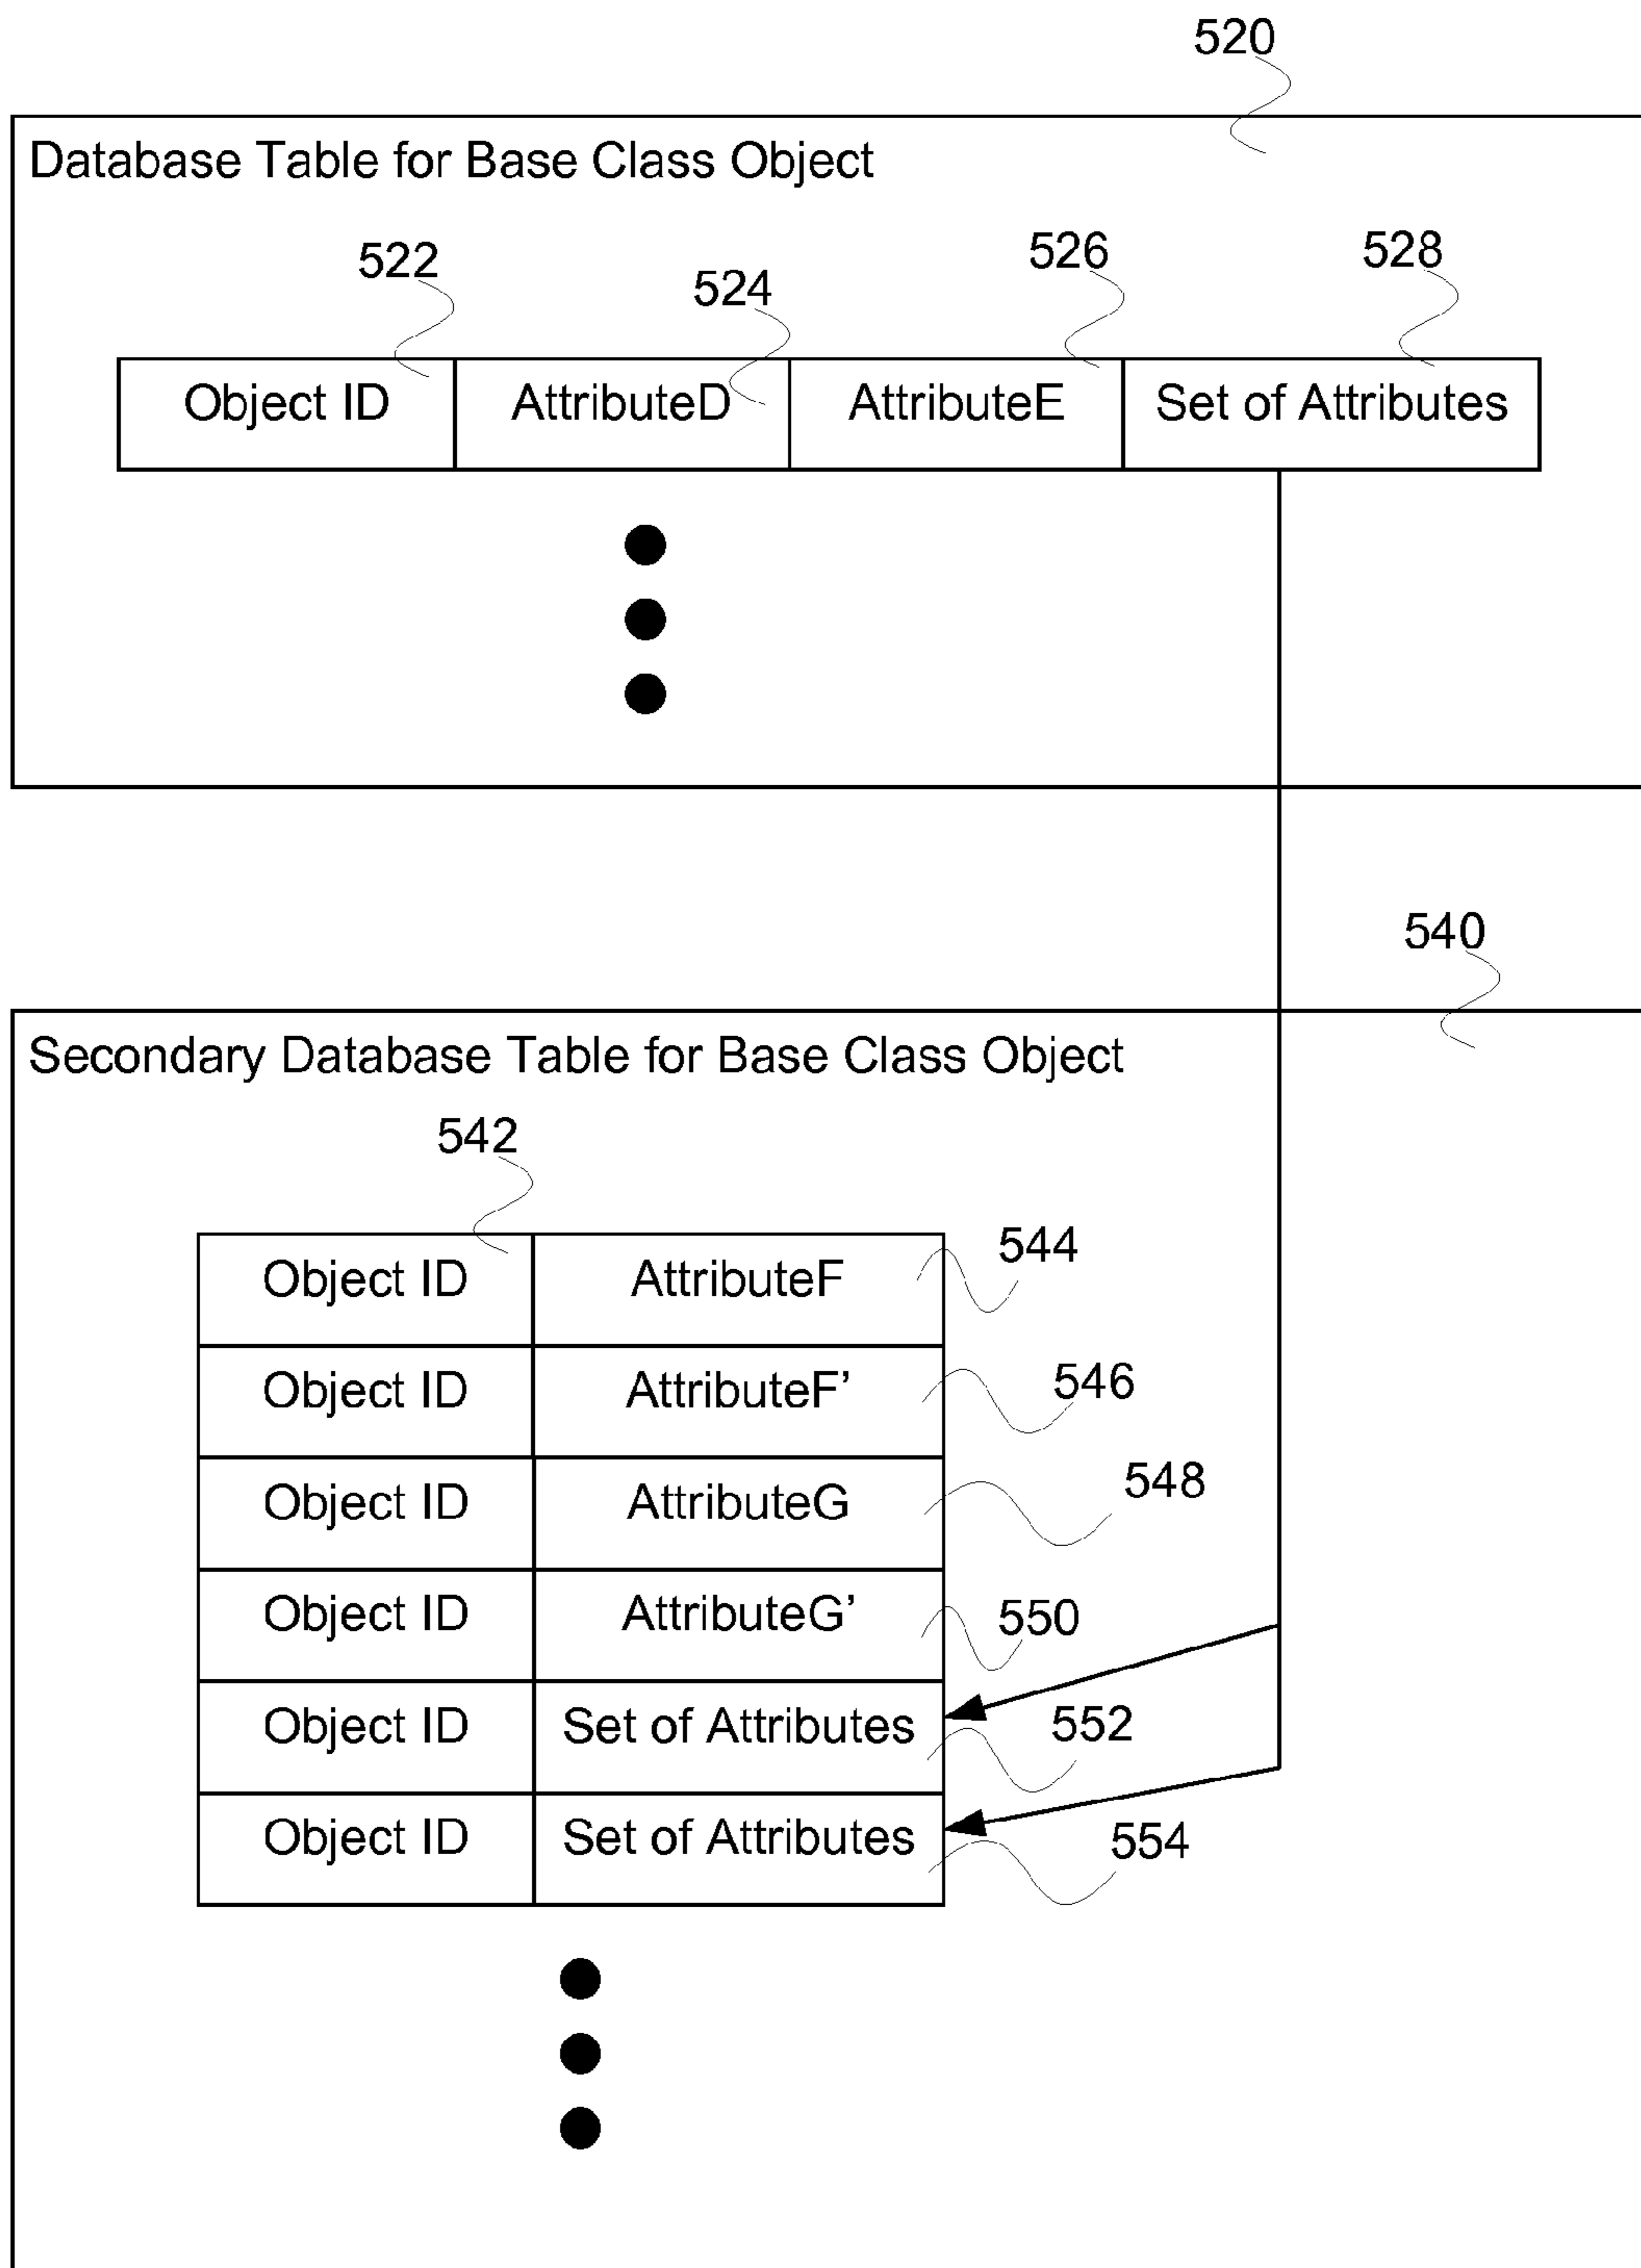 520
Database Table for Base Class Object
522
524
526
528
Object ID AttributeD AttributeE Set of Attributes
540
Secondary Database Table for Base Class Object
542
Object ID AttributeF
544
Object ID AttributeF’
546
Object ID AttributeG
548
Object ID AttributeG’
550
Object ID Set of Attributes
552
Object ID Set of Attributes
554